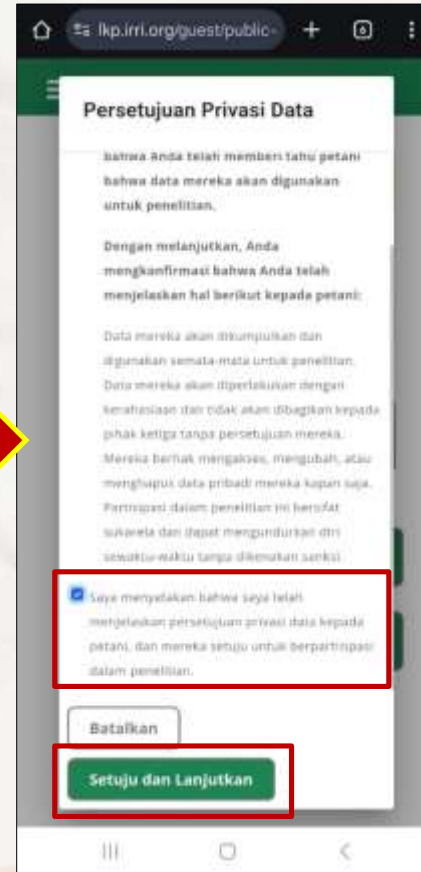 lkp.irri.org/guest/public-
6
Persetujuan Privasi Data
bahwa Anda telah memberi tahu petani
bahwa data mereka akan digunakan
untuk penelitian.
Dengan melanjutkan, Anda
mengkonfirmasi bahwa Anda telah
menjelaskan hal berikut kepada petani:
Data mereka akan dikumpulkan dan
digunakan semata-mata untuk penelitian.
Data mereka akan diperlakukan dengan
kerahasiaan dan tidak akan dibagikan kepada
pihak ketiga tanpa persetujuan mereka.
Mereka berhak mengakses, mengubah, atau
menghapus data pribadi mereka kapan saja.
Partisipasi dalam penelitian ini bersifat
sukarela dan dapat mengundurkan diri
sewaktu-waktu tanpa dikenakan sanksi.
Saya menyatakan bahwa saya telah
menjelaskan persetujuan privasi data kepada
petani, dan mereka setuju untuk berpartisipasi
dalam penelitian.
Batalkan
Setuju dan Lanjutkan